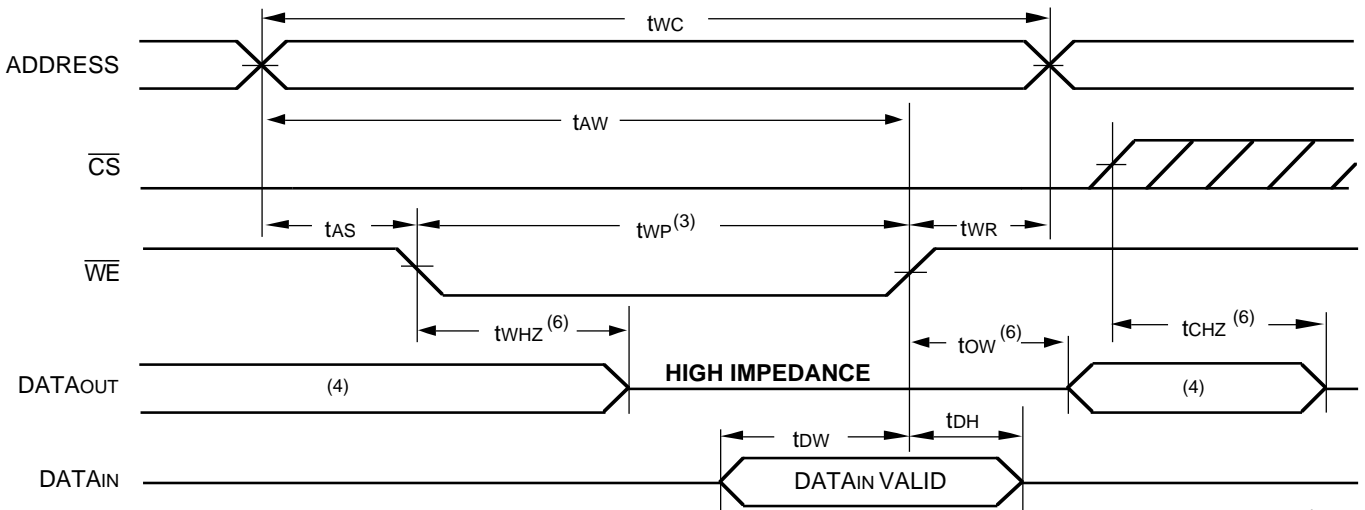 tWC
ADDRESS
tAW
CS
tAS
tWP(3)
tWR
WE
tWHZ(6)
tOW(6)
tCHZ(6)
DATAOUT
(4)
HIGH IMPEDANCE
(4)
tDW
tDH
DATAIN
DATAIN VALID